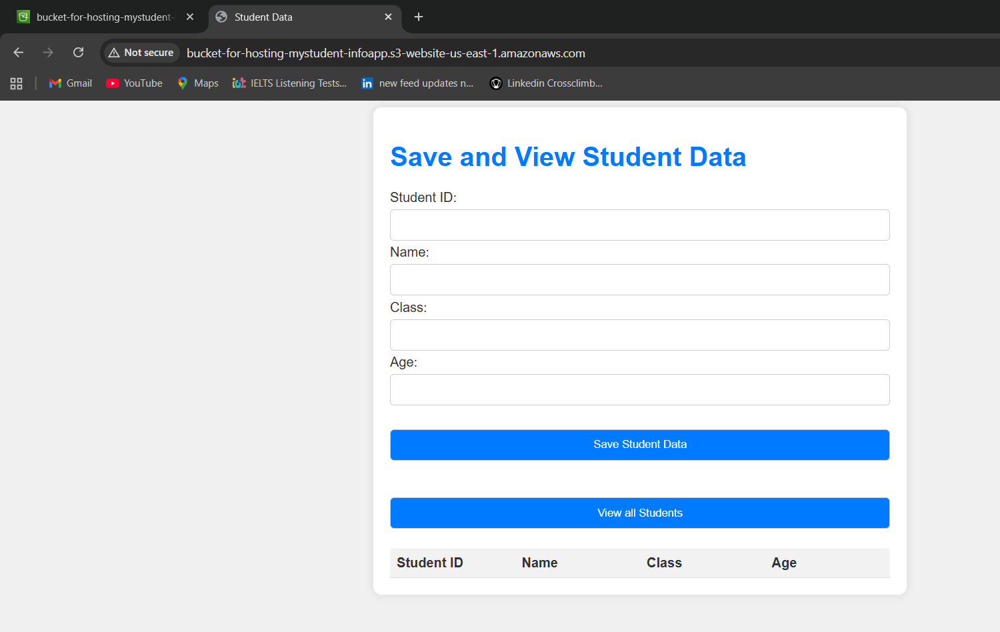 bucket-for-hosting-mystudent-
Student Data
Not secure
bucket-for-hosting-mystudent-infoapp.s3-website-us-east-1.amazonaws.com
Gmail
YouTube
Maps
IELTS Listening Tests...
new feed updates n...
Linkedin Crossclimb...
Save and View Student Data
Student ID:
Name:
Class:
Age:
Save Student Data
View all Students
Student ID Name Class Age